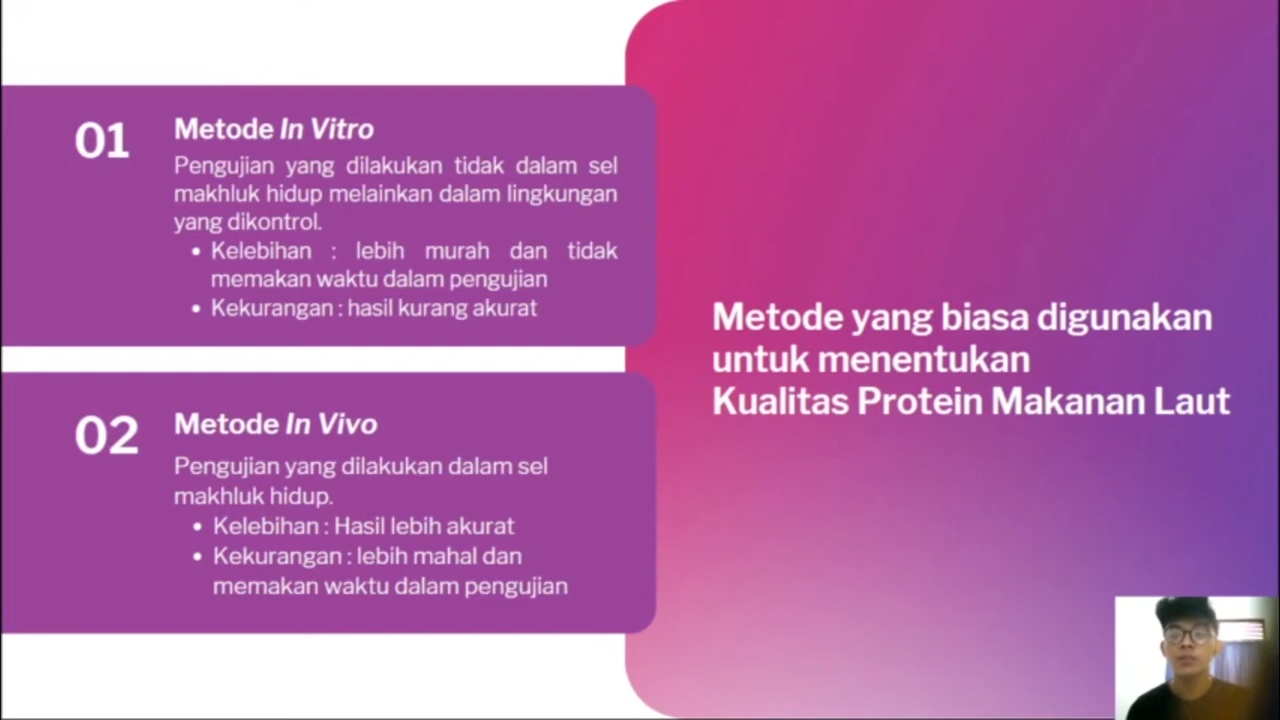 01
Metode In Vitro
Pengujian yang dilakukan tidak dalam sel
makhluk hidup melainkan dalam lingkungan
yang dikontrol.
• Kelebihan : lebih murah dan tidak
memakan waktu dalam pengujian
• Kekurangan : hasil kurang akurat
02
Metode In Vivo
Pengujian yang dilakukan dalam sel
makhluk hidup.
• Kelebihan : Hasil lebih akurat
• Kekurangan : lebih mahal dan
memakan waktu dalam pengujian
Metode yang biasa digunakan
untuk menentukan
Kualitas Protein Makanan Laut